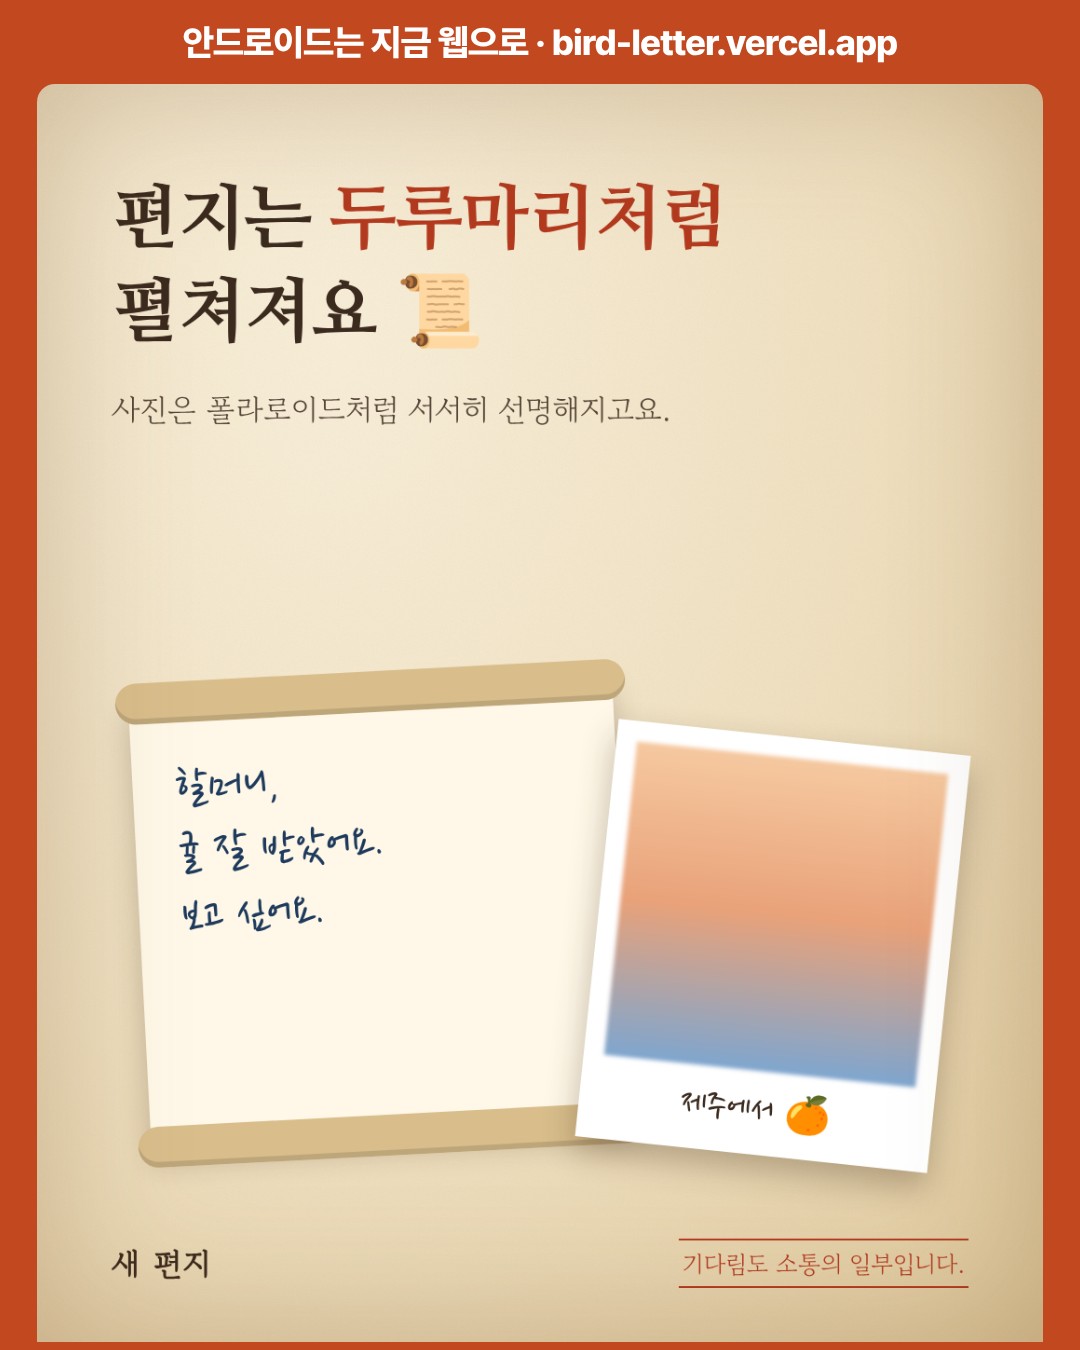 안드로이드는 지금 웹으로 · bird-letter.vercel.app
편지는 두루마리처럼
펼쳐져요 📜
사진은 폴라로이드처럼 서서히 선명해지고요.
할머니,
귤 잘 받았어요.
보고 싶어요.
제주에서 🍊
새 편지
기다림도 소통의 일부입니다.